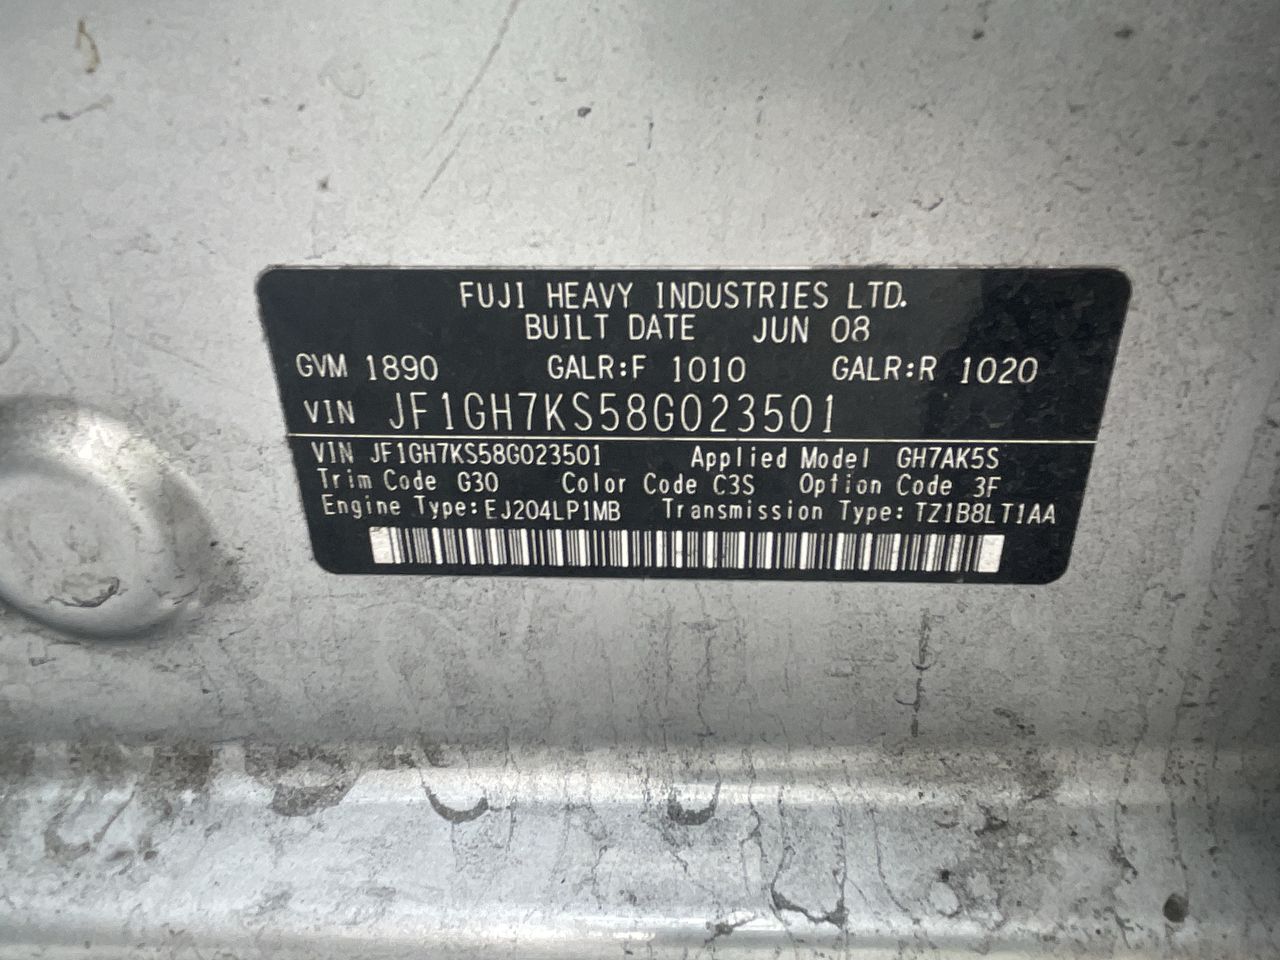 FUJI HEAVY INDUSTRIES LTD.
BUILT DATE JUN 08
GVM 1890 GALR:F 1010 GALR:R 1020
VIN JF1GH7KS58G023501
VIN JF1GH7KS58G023501 Applied Model GH7AK5S
Trim Code G30 Color Code C3S Option Code 3F
Engine Type:EJ204LP1MB Transmission Type:TZ1B8LT1AA